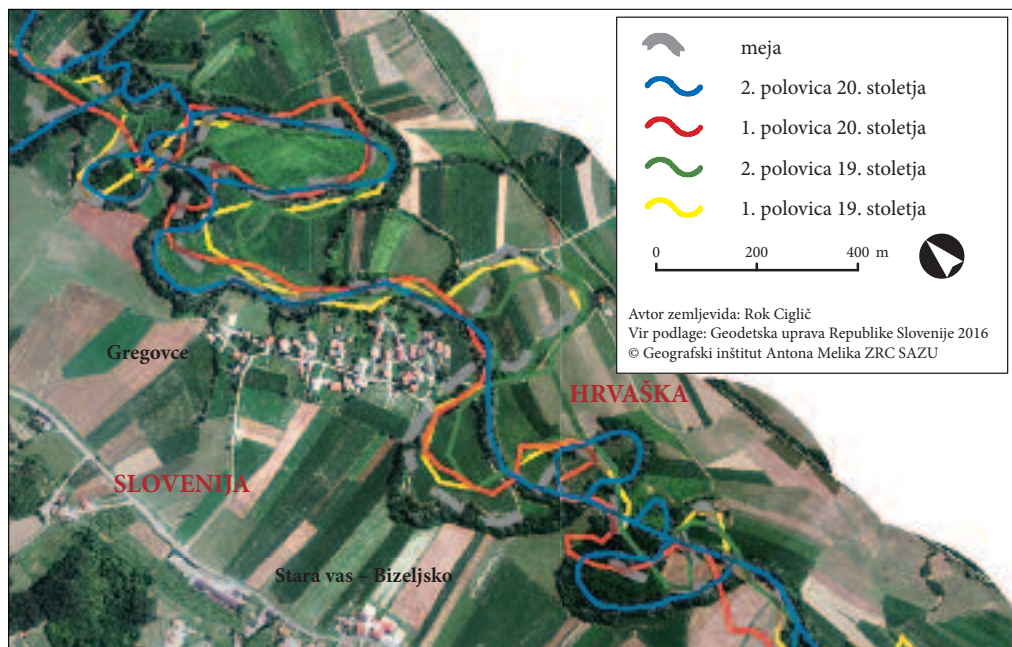 meja
2. polovica 20. stoletja
1. polovica 20. stoletja
2. polovica 19. stoletja
1. polovica 19. stoletja
0 200 400 m
Avtor zemljevida: Rok Ciglič
Vir podlage: Geodetska uprava Republike Slovenije 2016
© Geografski inštitut Antona Melika ZRC SAZU
Gregovce
HRVAŠKA
SLOVENIJA
Stara vas – Bizeljsko